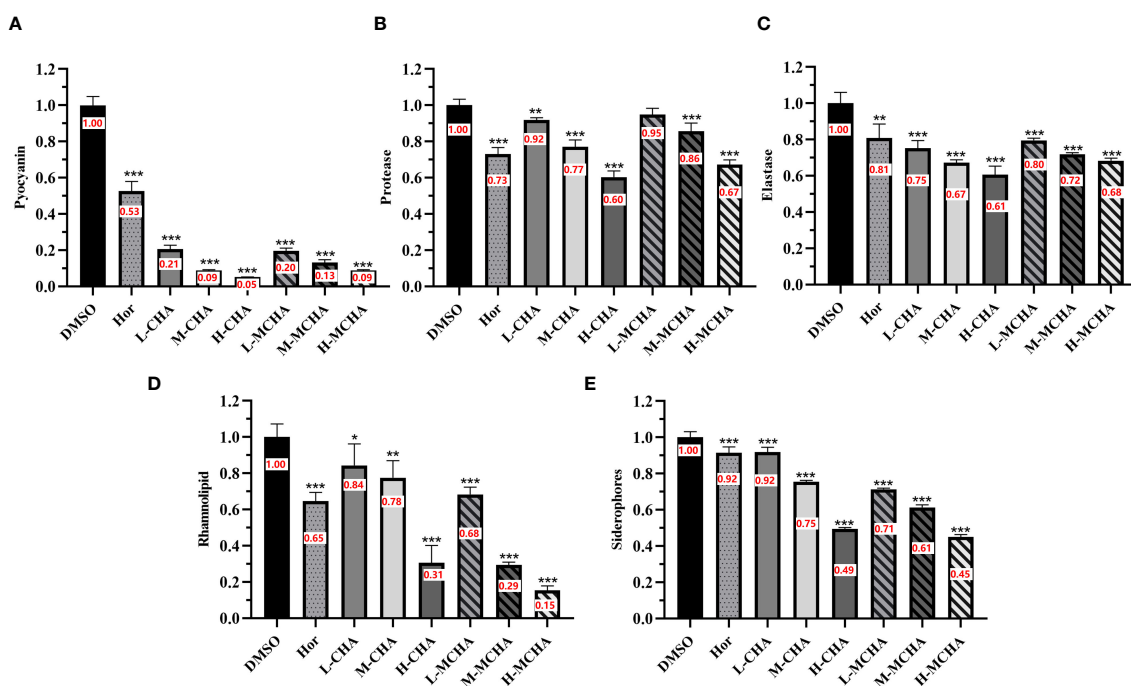 A
Pyocyanin
1.2
1.0
0.8
0.6
0.4
0.2
0.0
***
***
***
***
***
***
***
1.00
0.53
0.21
0.09
0.05
0.20
0.13
0.09
DMSO
Hor
L-CHA
M-CHA
H-CHA
L-MCHA
M-MCHA
H-MCHA
B
Protease
1.2
1.0
0.8
0.6
0.4
0.2
0.0
***
**
***
***
***
***
1.00
0.73
0.92
0.77
0.60
0.95
0.86
0.67
DMSO
Hor
L-CHA
M-CHA
H-CHA
L-MCHA
M-MCHA
H-MCHA
C
Elastase
1.2
1.0
0.8
0.6
0.4
0.2
0.0
**
***
***
***
***
***
***
1.00
0.81
0.75
0.67
0.61
0.80
0.72
0.68
DMSO
Hor
L-CHA
M-CHA
H-CHA
L-MCHA
M-MCHA
H-MCHA
D
Rhamnolipid
1.2
1.0
0.8
0.6
0.4
0.2
0.0
***
*
**
***
***
***
***
1.00
0.65
0.84
0.78
0.31
0.68
0.29
0.15
DMSO
Hor
L-CHA
M-CHA
H-CHA
L-MCHA
M-MCHA
H-MCHA
E
Siderophores
1.2
1.0
0.8
0.6
0.4
0.2
0.0
***
***
***
***
***
***
***
1.00
0.92
0.92
0.75
0.49
0.71
0.61
0.45
DMSO
Hor
L-CHA
M-CHA
H-CHA
L-MCHA
M-MCHA
H-MCHA